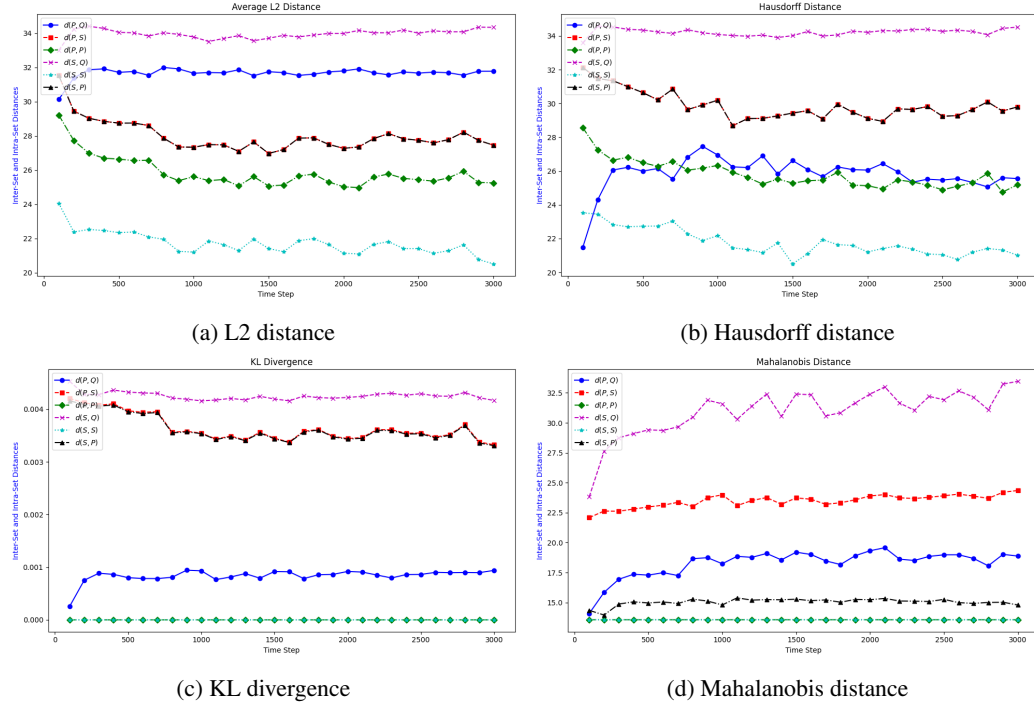 Average L2 Distance
34
32
30
28
26
24
22
20
d(P, Q)
d(P, S)
d(P, P)
d(S, Q)
d(S, S)
d(S, P)
Inter-Set and Intra-Set Distances
0
500
1000
1500
2000
2500
3000
Time Step
(a) L2 distance
Hausdorff Distance
34
32
30
28
26
24
22
20
d(P, Q)
d(P, S)
d(P, P)
d(S, Q)
d(S, S)
d(S, P)
Inter-Set and Intra-Set Distances
0
500
1000
1500
2000
2500
3000
Time Step
(b) Hausdorff distance
KL Divergence
0.004
0.003
0.002
0.001
0.000
d(P, Q)
d(P, S)
d(P, P)
d(S, Q)
d(S, S)
d(S, P)
Inter-Set and Intra-Set Distances
0
500
1000
1500
2000
2500
3000
Time Step
(c) KL divergence
Mahalanobis Distance
32.5
30.0
27.5
25.0
22.5
20.0
17.5
15.0
d(P, Q)
d(P, S)
d(P, P)
d(S, Q)
d(S, S)
d(S, P)
Inter-Set and Intra-Set Distances
0
500
1000
1500
2000
2500
3000
Time Step
(d) Mahalanobis distance